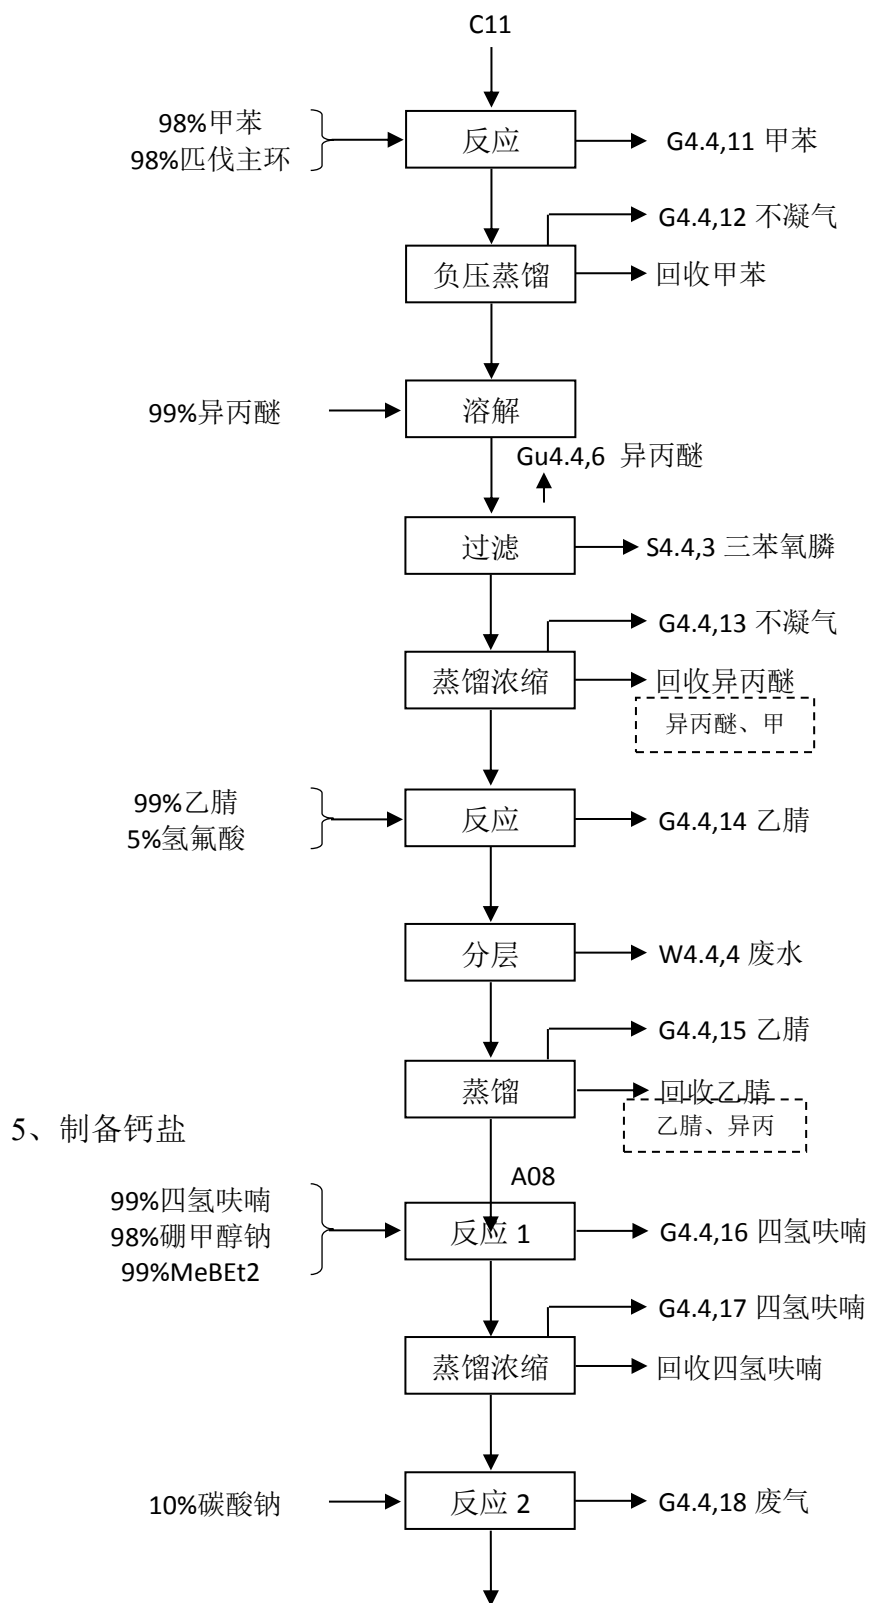 C11
98%甲苯
98%匹伐主环
反应
G4.4,11 甲苯
G4.4,12 不凝气
负压蒸馏
回收甲苯
99%异丙醚
溶解
Gu4.4,6 异丙醚
过滤
S4.4,3 三苯氧膦
G4.4,13 不凝气
蒸馏浓缩
回收异丙醚
异丙醚、甲
99%乙腈
5%氢氟酸
反应
G4.4,14 乙腈
分层
W4.4,4 废水
G4.4,15 乙腈
蒸馏
回收乙腈
乙腈、异丙
5、制备钙盐
A08
99%四氢呋喃
98%硼甲醇钠
99%MeBEt2
反应 1
G4.4,16 四氢呋喃
G4.4,17 四氢呋喃
蒸馏浓缩
回收四氢呋喃
10%碳酸钠
反应 2
G4.4,18 废气